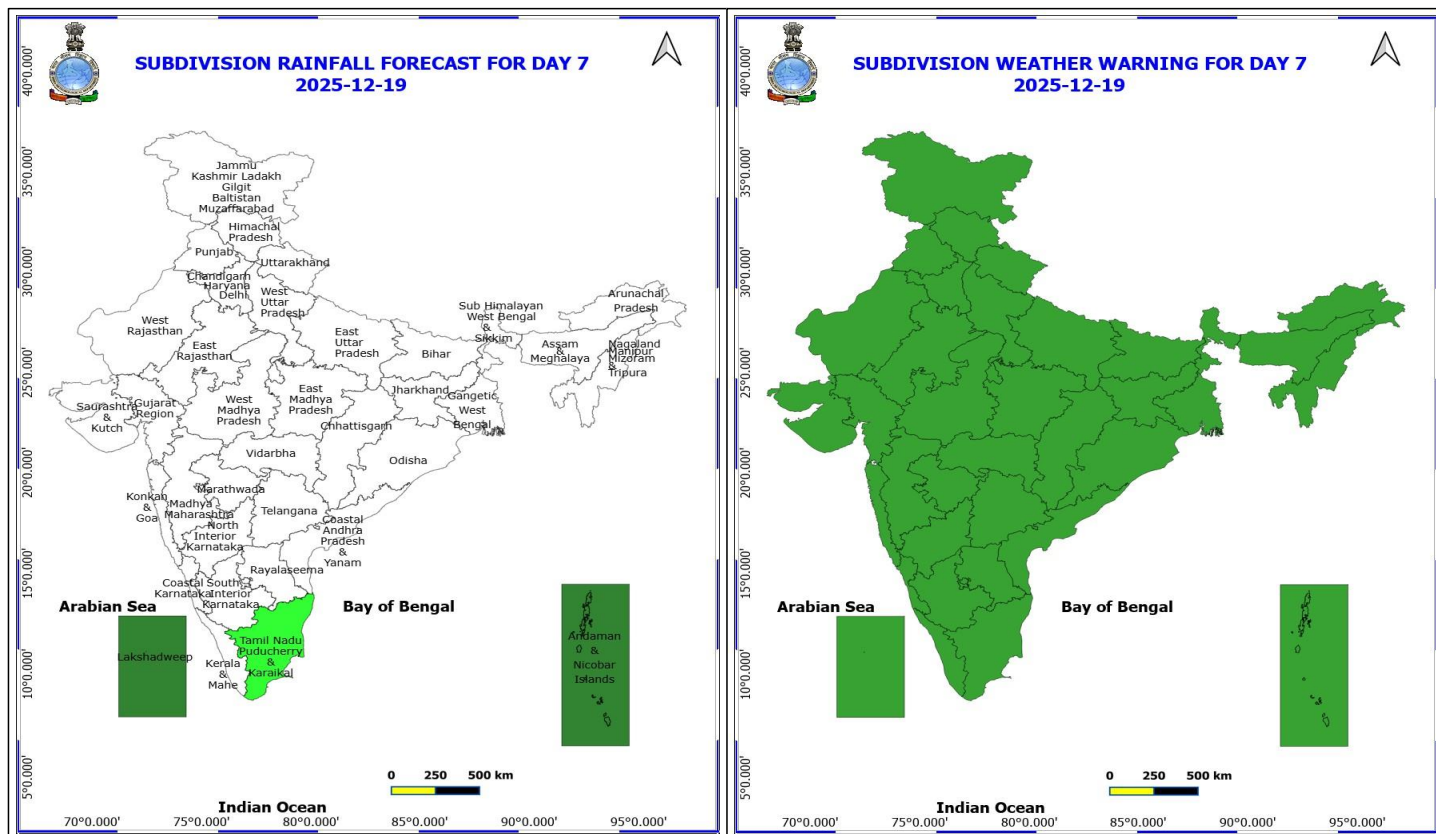 SUBDIVISION RAINFALL FORECAST FOR DAY 7
2025-12-19
40°0.000'
35°0.000'
30°0.000'
25°0.000'
20°0.000'
15°0.000'
10°0.000'
5°0.000'
Jammu
Kashmir Ladakh
Gilgit
Baltistan
Muzaffarabad
Himachal
Pradesh
Punjab
Uttarakhand
Chandigarh
Haryana
Delhi
West
Uttar
Pradesh
West
Rajasthan
East
Rajasthan
East
Uttar
Pradesh
Bihar
Sub Himalayan
West Bengal
&
Sikkim
Arunachal
Pradesh
Assam
&
Meghalaya
Nagaland
Manipur
Mizoram
&
Tripura
Saurashtra
&
Kutch
Gujarat
Region
West
Madhya
Pradesh
East
Madhya
Pradesh
Jharkhand
Gangetic
West
Bengal
Chhattisgarh
Vidarbha
Odisha
Konkan
&
Goa
Madhya
Maharashtra
Marathwada
Telangana
North
Interior
Karnataka
Coastal
Andhra
Pradesh
&
Yanam
Rayalaseema
Coastal
Karnataka
South
Interior
Karnataka
Arabian Sea
Bay of Bengal
Lakshadweep
Kerala
&
Mahe
Tamil Nadu
Puducherry
&
Karaikal
Andaman
&
Nicobar
Islands
0 250 500 km
Indian Ocean
70°0.000' 75°0.000' 80°0.000' 85°0.000' 90°0.000' 95°0.000'
SUBDIVISION WEATHER WARNING FOR DAY 7
2025-12-19
40°0.000'
35°0.000'
30°0.000'
25°0.000'
20°0.000'
15°0.000'
10°0.000'
5°0.000'
Arabian Sea
Bay of Bengal
0 250 500 km
Indian Ocean
70°0.000' 75°0.000' 80°0.000' 85°0.000' 90°0.000' 95°0.000'